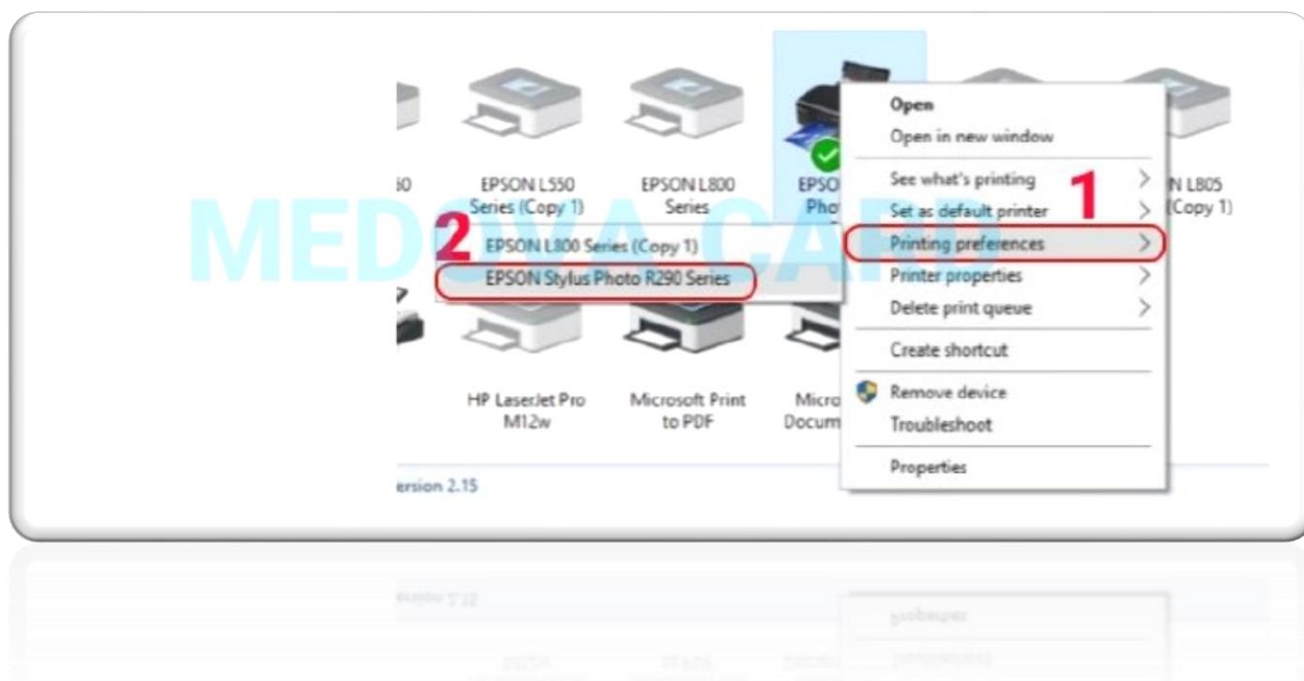 Open
Open in new window
See what's printing
1
Set as default printer
Printing preferences
Printer properties
Delete print queue
Create shortcut
Remove device
Troubleshoot
Properties
2
EPSON L800 Series (Copy 1)
EPSON Stylus Photo R290 Series
60
EPSON L550
Series (Copy 1)
EPSON L800
Series
EPSO
Pho
N L805
(Copy 1)
MEDOVA CARD
HP LaserJet Pro
M12w
Microsoft Print
to PDF
Micro
Docum
ersion 2.15